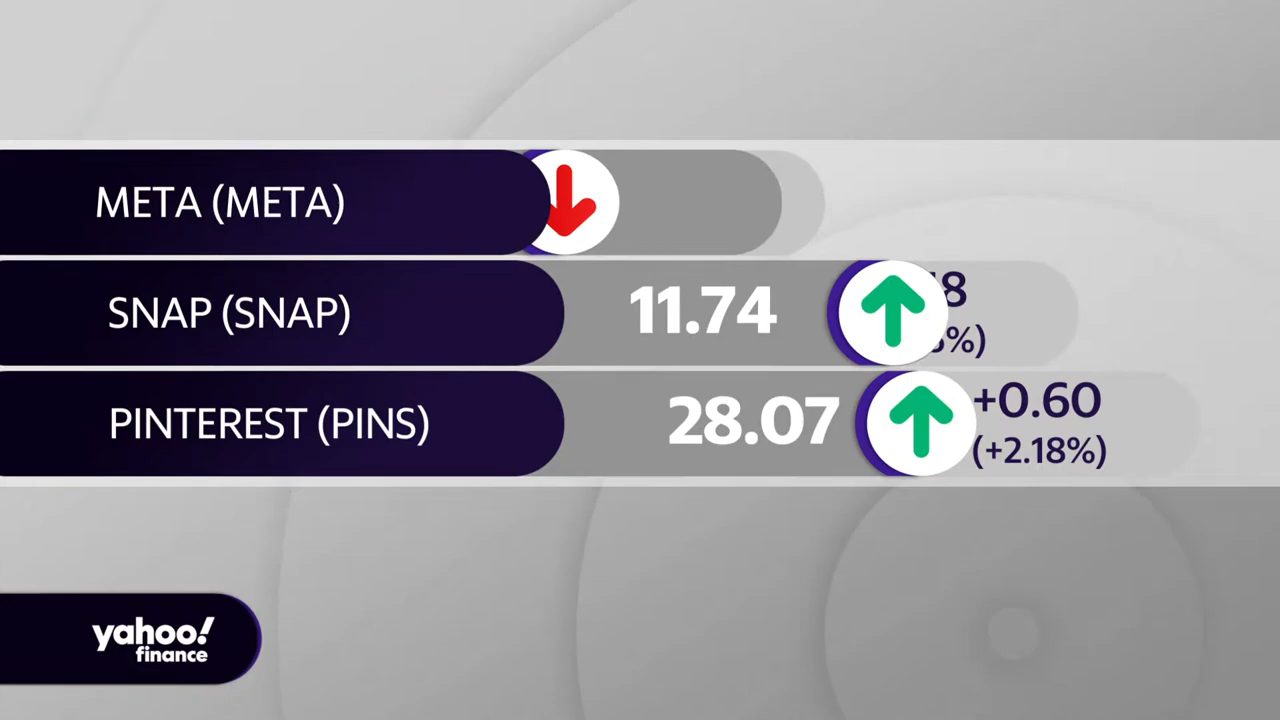 META (META)
SNAP (SNAP)
11.74
PINTEREST (PINS)
28.07
+0.60
(+2.18%)
yahoo!
finance